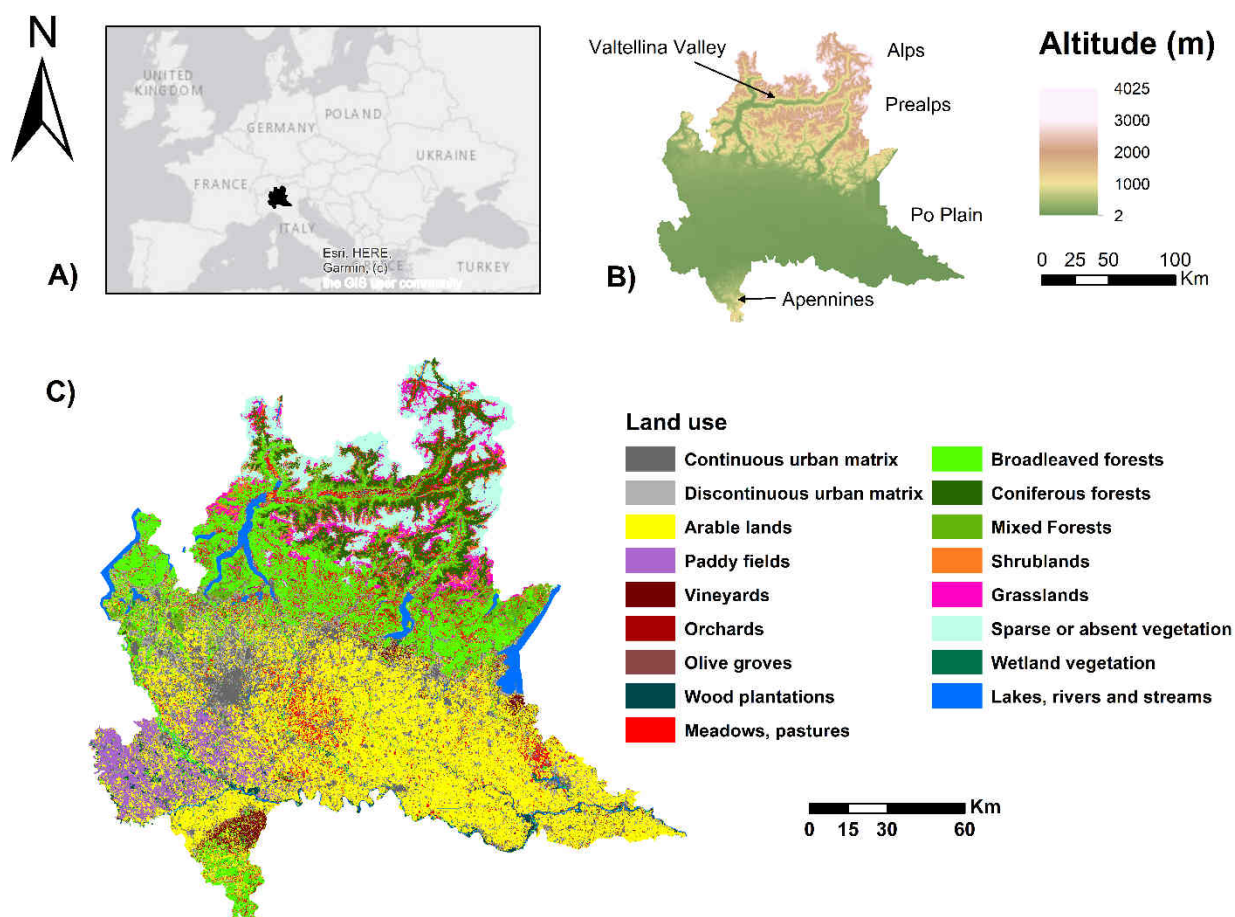 N
UNITED
KINGDOM
POLAND
GERMANY
UKRAINE
FRANCE
ITALY
Esri, HERE,
Garmin, (c)
GREECE
TURKEY
the GIS user community
A)
Valtellina Valley
Alps
Prealps
Po Plain
Apennines
B)
Altitude (m)
4025
3000
2000
1000
2
0 25 50 100
Km
C)
Land use
Continuous urban matrix
Discontinuous urban matrix
Arable lands
Paddy fields
Vineyards
Orchards
Olive groves
Wood plantations
Meadows, pastures
Broadleaved forests
Coniferous forests
Mixed Forests
Shrublands
Grasslands
Sparse or absent vegetation
Wetland vegetation
Lakes, rivers and streams
Km
0 15 30 60